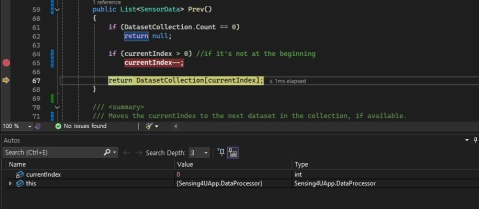 1 reference
59 public List<SensorData> Prev()
60 {
61 if (DatasetCollection.Count == 0)
62 return null;
63
64 if (currentIndex > 0) //if it's not at the beginning
65 currentIndex--;
66
67 return DatasetCollection[currentIndex]; ≤ 1ms elapsed
68 }
69
70 /// <summary>
71 /// Moves the currentIndex to the next dataset in the collection, if available.
100 % No issues found
Autos
Search (Ctrl+E) Search Depth: 3
Name Value Type
currentIndex 0 int
this {Sensing4UApp.DataProcessor} Sensing4UApp.DataProcessor